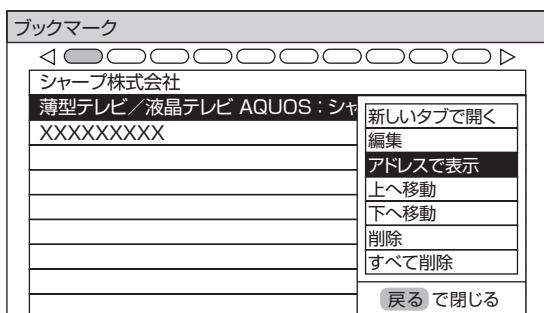 ブックマーク
シャープ株式会社
薄型テレビ／液晶テレビ AQUOS：シャ
XXXXXXXXX
新しいタブで開く
編集
アドレスで表示
上へ移動
下へ移動
削除
すべて削除
戻る で閉じる